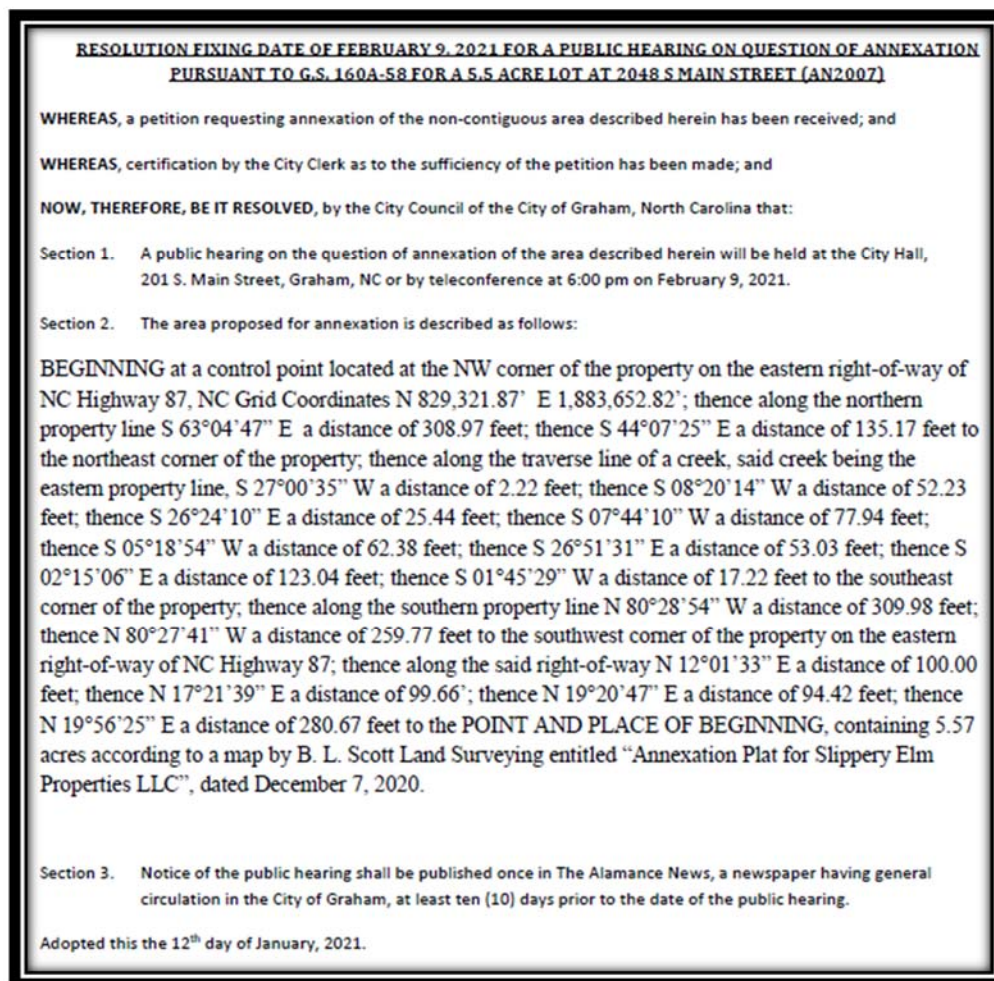 RESOLUTION FIXING DATE OF FEBRUARY 9, 2021 FOR A PUBLIC HEARING ON QUESTION OF ANNEXATION
PURSUANT TO G.S. 160A-58 FOR A 5.5 ACRE LOT AT 2048 S MAIN STREET (AN2007)
WHEREAS, a petition requesting annexation of the non-contiguous area described herein has been received; and
WHEREAS, certification by the City Clerk as to the sufficiency of the petition has been made; and
NOW, THEREFORE, BE IT RESOLVED, by the City Council of the City of Graham, North Carolina that:
Section 1. A public hearing on the question of annexation of the area described herein will be held at the City Hall,
201 S. Main Street, Graham, NC or by teleconference at 6:00 pm on February 9, 2021.
Section 2. The area proposed for annexation is described as follows:
BEGINNING at a control point located at the NW corner of the property on the eastern right-of-way of
NC Highway 87, NC Grid Coordinates N 829,321.87' E 1,883,652.82'; thence along the northern
property line S 63°04'47" E a distance of 308.97 feet; thence S 44°07'25" E a distance of 135.17 feet to
the northeast corner of the property; thence along the traverse line of a creek, said creek being the
eastern property line, S 27°00'35" W a distance of 2.22 feet; thence S 08°20'14" W a distance of 52.23
feet; thence S 26°24'10" E a distance of 25.44 feet; thence S 07°44'10" W a distance of 77.94 feet;
thence S 05°18'54" W a distance of 62.38 feet; thence S 26°51'31" E a distance of 53.03 feet; thence S
02°15'06" E a distance of 123.04 feet; thence S 01°45'29" W a distance of 17.22 feet to the southeast
corner of the property; thence along the southern property line N 80°28'54" W a distance of 309.98 feet;
thence N 80°27'41" W a distance of 259.77 feet to the southwest corner of the property on the eastern
right-of-way of NC Highway 87; thence along the said right-of-way N 12°01'33" E a distance of 100.00
feet; thence N 17°21'39" E a distance of 99.66'; thence N 19°20'47" E a distance of 94.42 feet; thence
N 19°56'25" E a distance of 280.67 feet to the POINT AND PLACE OF BEGINNING, containing 5.57
acres according to a map by B. L. Scott Land Surveying entitled "Annexation Plat for Slippery Elm
Properties LLC", dated December 7, 2020.
Section 3. Notice of the public hearing shall be published once in The Alamance News, a newspaper having general
circulation in the City of Graham, at least ten (10) days prior to the date of the public hearing.
Adopted this the 12th day of January, 2021.